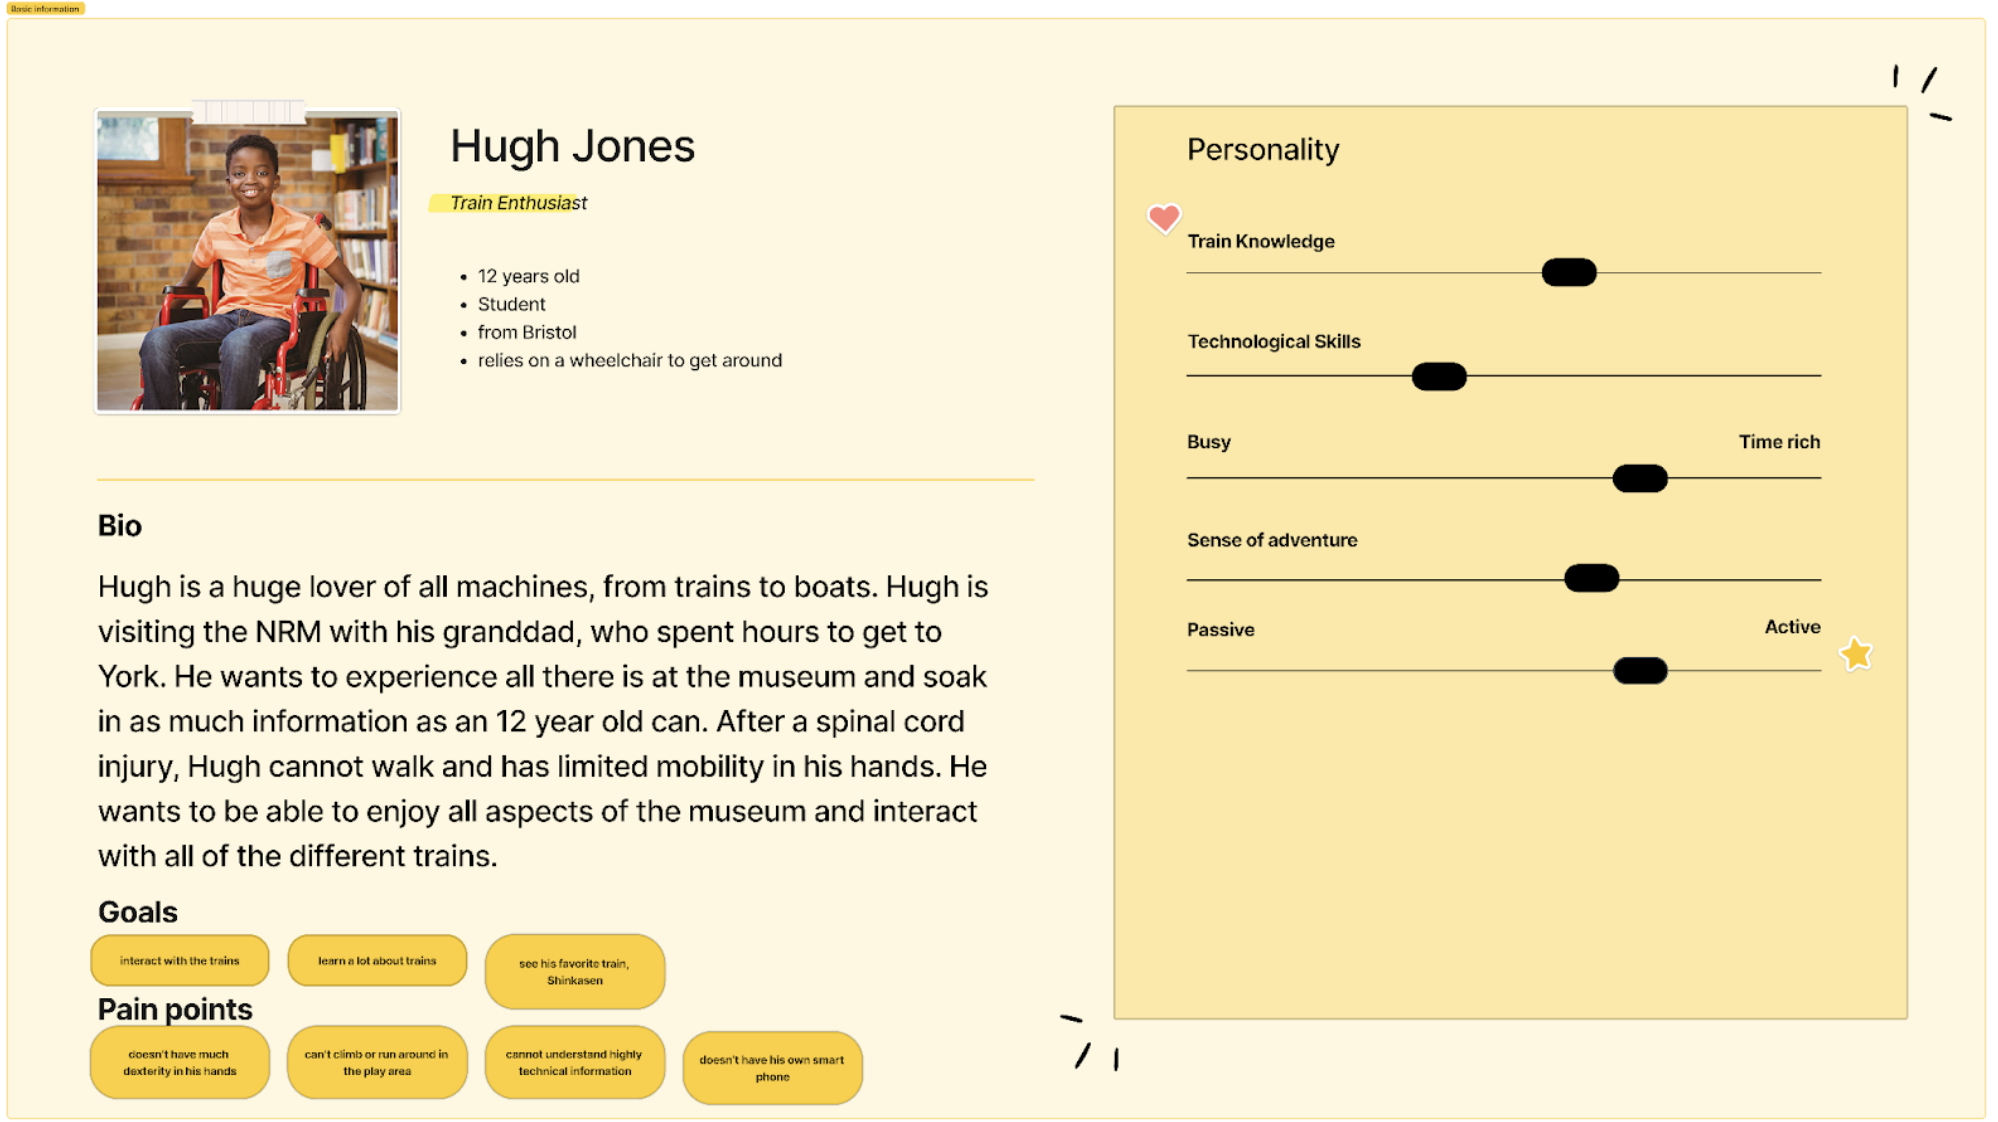 Basic information
Hugh Jones
Train Enthusiast
12 years old
Student
from Bristol
relies on a wheelchair to get around
Bio
Hugh is a huge lover of all machines, from trains to boats. Hugh is
visiting the NRM with his granddad, who spent hours to get to
York. He wants to experience all there is at the museum and soak
in as much information as an 12 year old can. After a spinal cord
injury, Hugh cannot walk and has limited mobility in his hands. He
wants to be able to enjoy all aspects of the museum and interact
with all of the different trains.
Goals
interact with the trains
learn a lot about trains
see his favorite train,
Shinkasen
Pain points
doesn't have much
dexterity in his hands
can't climb or run around in
the play area
cannot understand highly
technical information
doesn't have his own smart
phone
Personality
Train Knowledge
Technological Skills
Busy
Time rich
Sense of adventure
Passive
Active